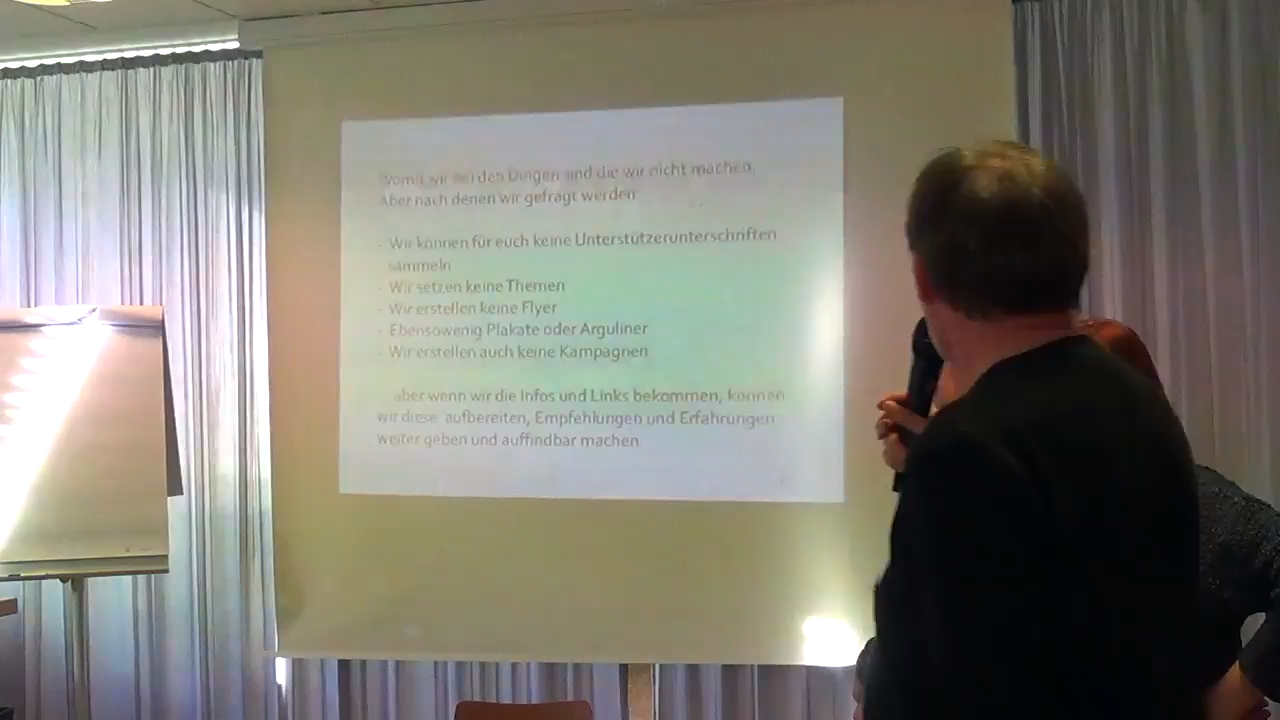 wir bei den Dingen und die wir nicht machen.
Aber nach denen wir gefragt werden
- Wir können für euch keine Unterstützerunterschriften
sammeln
- Wir setzen keine Themen
- Wir erstellen keine Flyer
- Ebensowenig Plakate oder Arguliner
- Wir erstellen auch keine Kampagnen
aber wenn wir die Infos und Links bekommen, können
wir diese aufbereiten, Empfehlungen und Erfahrungen
weiter geben und auffindbar machen